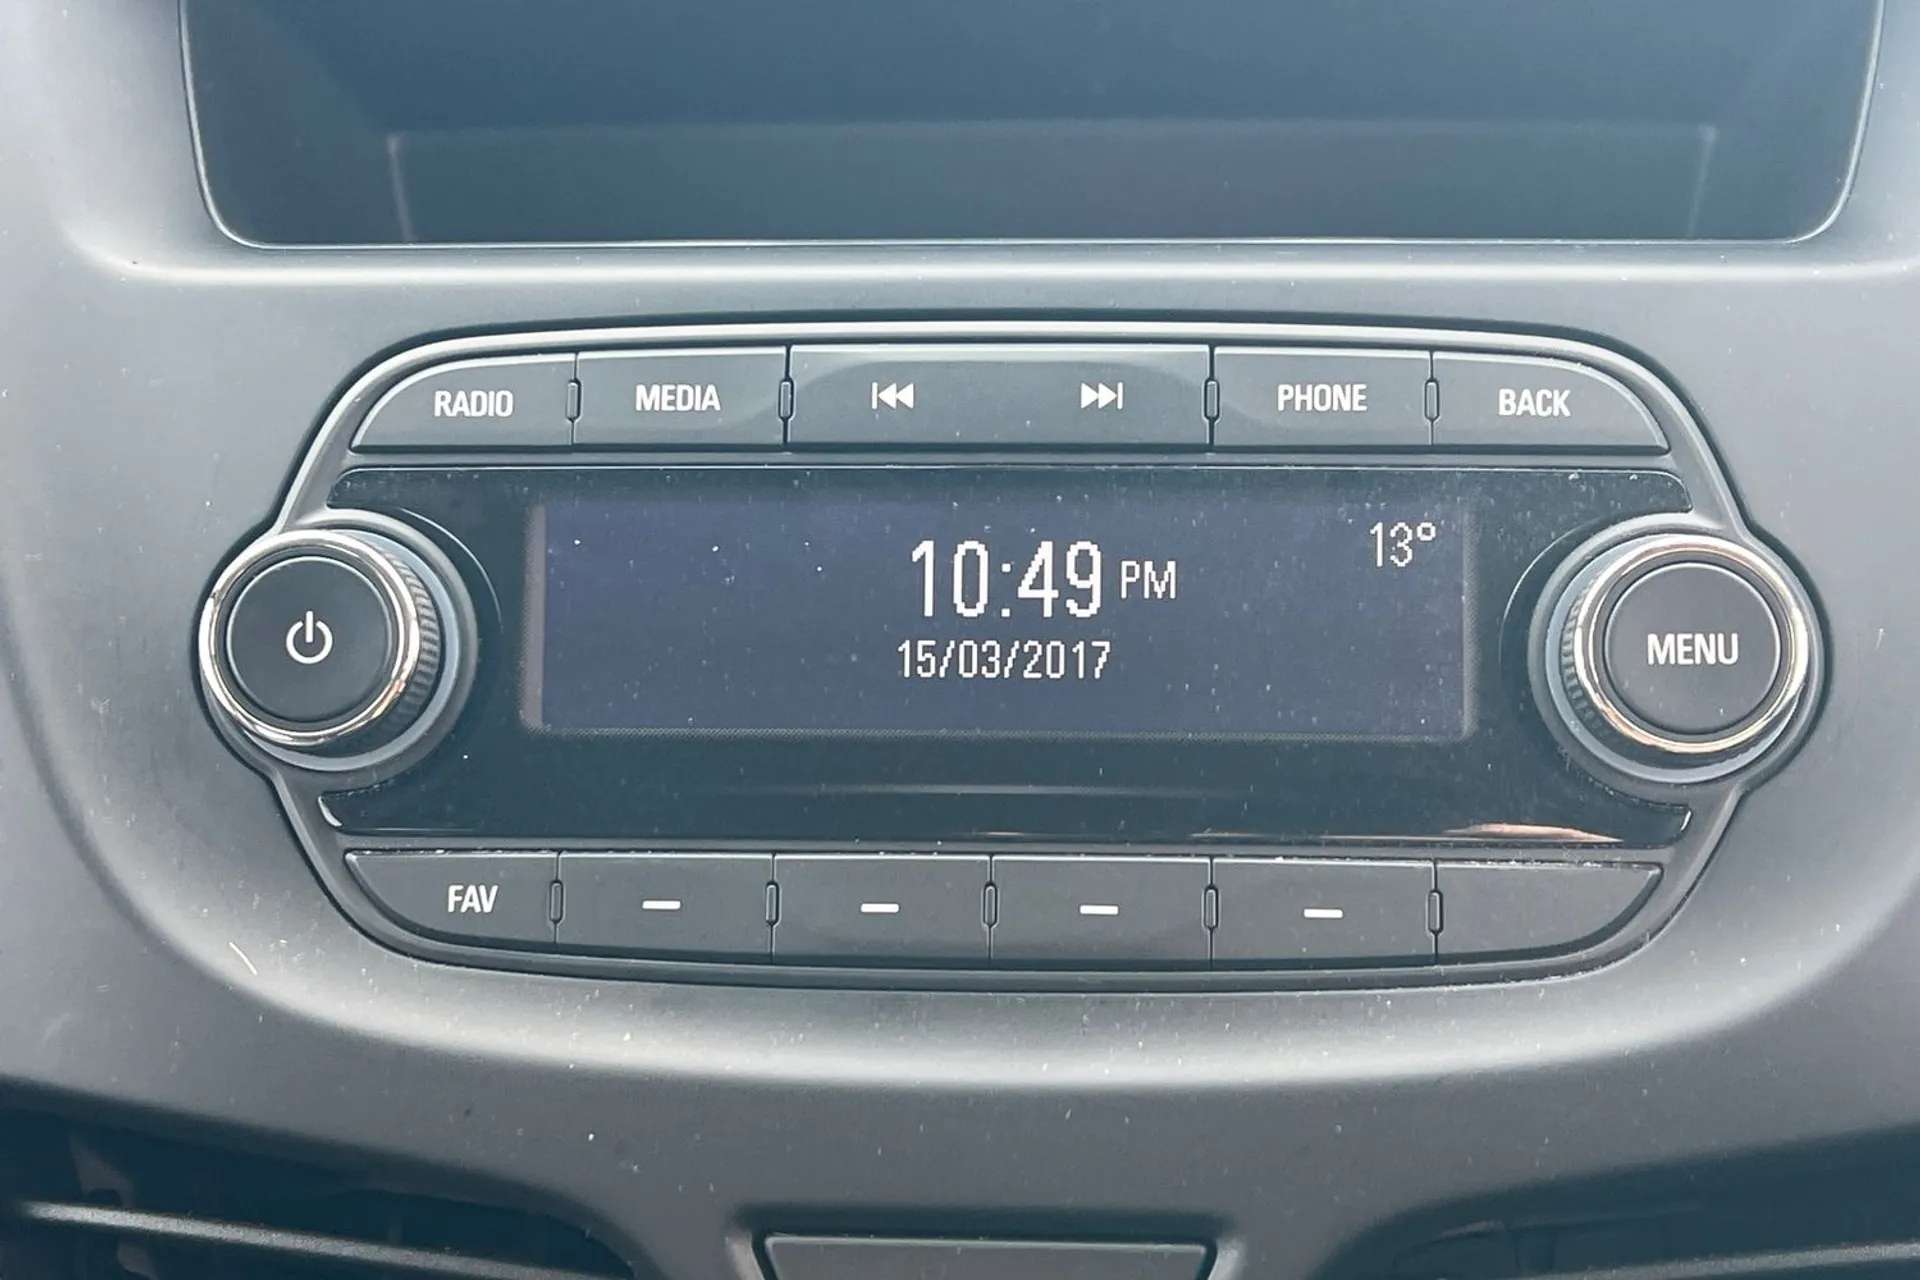 RADIO MEDIA PHONE BACK
13°
10:49 PM
15/03/2017
MENU
FAV